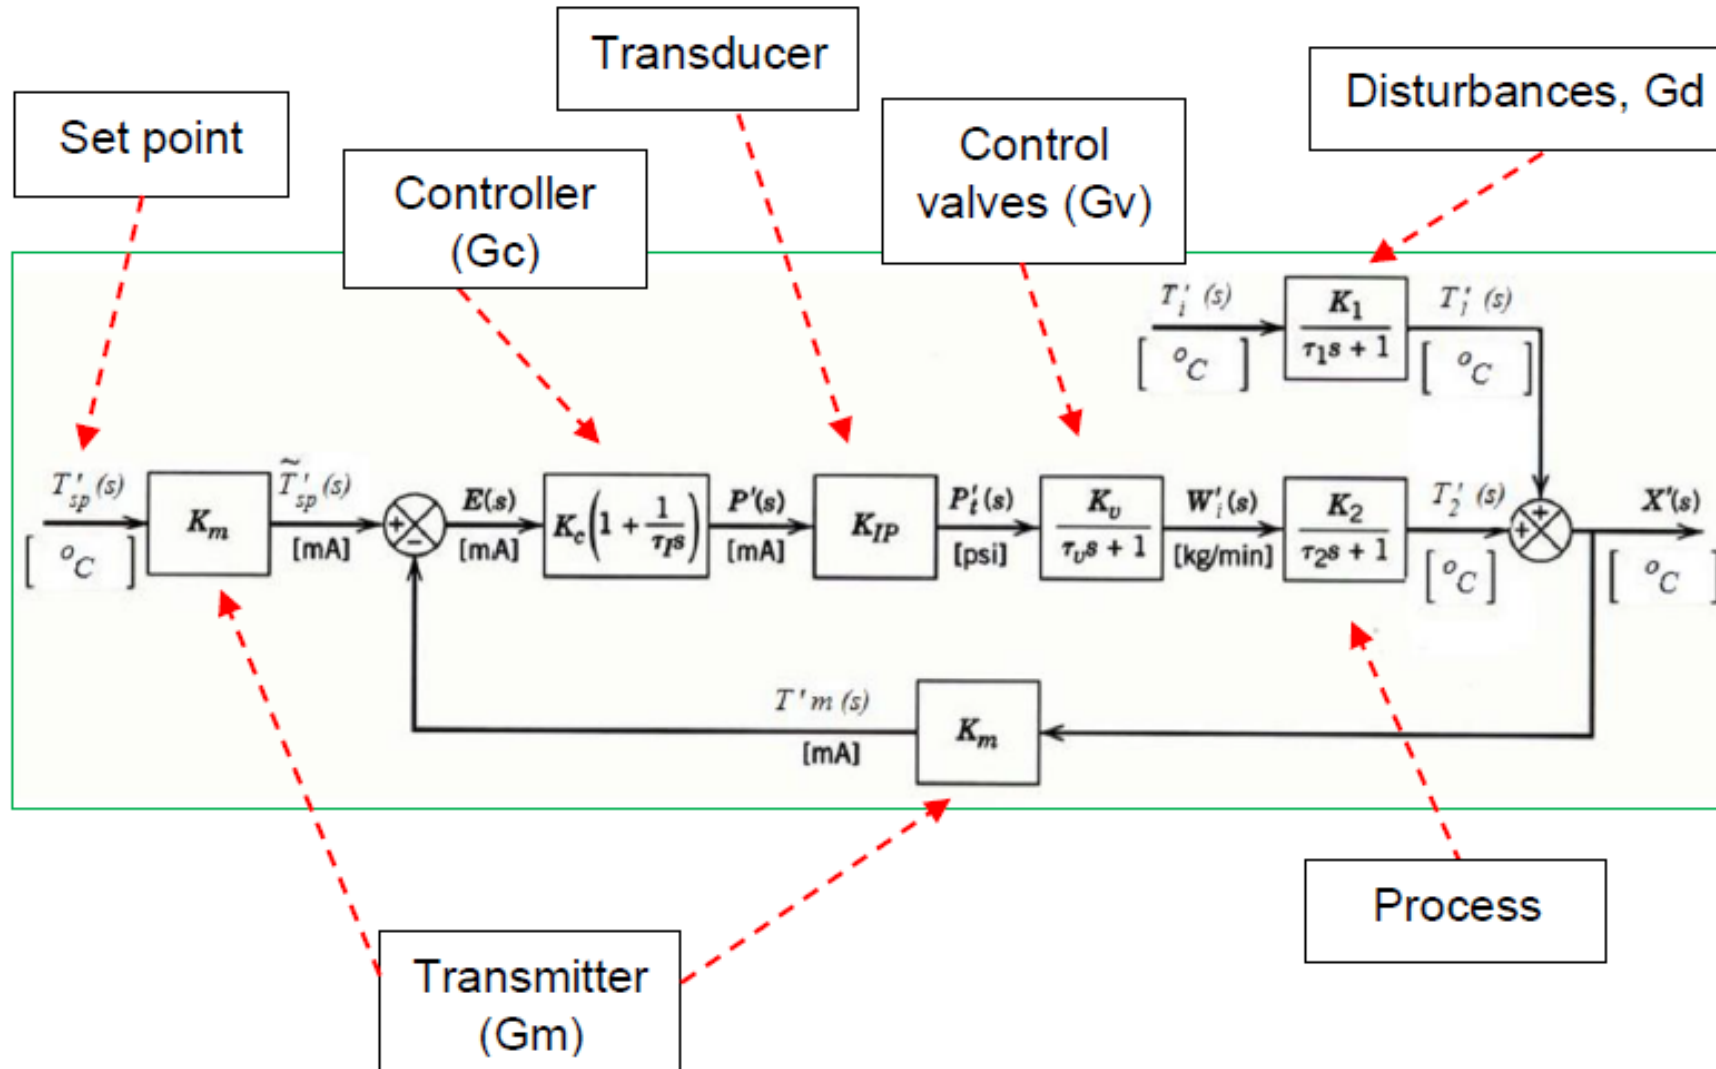 Transducer
Disturbances, Gd
Set point
Control
valves (Gv)
Controller
(Gc)
T'i (s)
K1
τ1s + 1
T'1 (s)
[ °C ]
[ °C ]
T'sp (s)
Km
T̃'sp (s)
E(s)
Kc(1 + 1/τIs)
P'(s)
KIP
P't(s)
Kv
τvs + 1
W'i(s)
K2
τ2s + 1
T'2 (s)
X'(s)
[ °C ]
[mA]
[mA]
[mA]
[psi]
[kg/min]
[ °C ]
[ °C ]
+
−
+
+
T'm (s)
[mA]
Km
Process
Transmitter
(Gm)